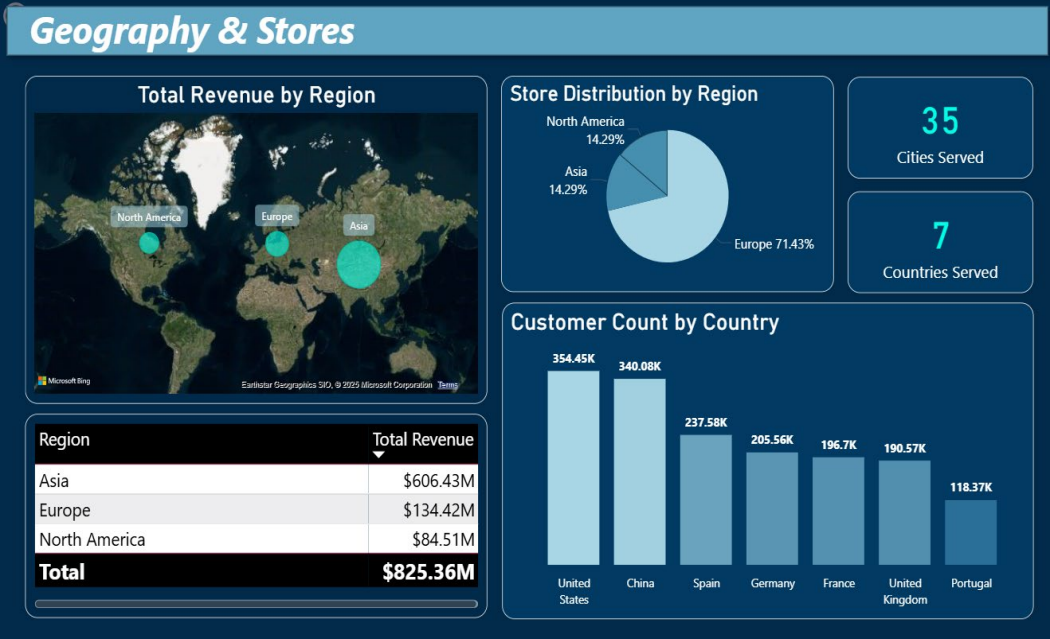 Geography & Stores
Total Revenue by Region
North America
Europe
Asia
Microsoft Bing
Earthstar Geographics SIO, © 2025 Microsoft Corporation Terms
Region Total Revenue
Asia $606.43M
Europe $134.42M
North America $84.51M
Total $825.36M
Store Distribution by Region
North America
14.29%
Asia
14.29%
Europe 71.43%
35
Cities Served
7
Countries Served
Customer Count by Country
354.45K
340.08K
237.58K
205.56K
196.7K
190.57K
118.37K
United
States
China
Spain
Germany
France
United
Kingdom
Portugal